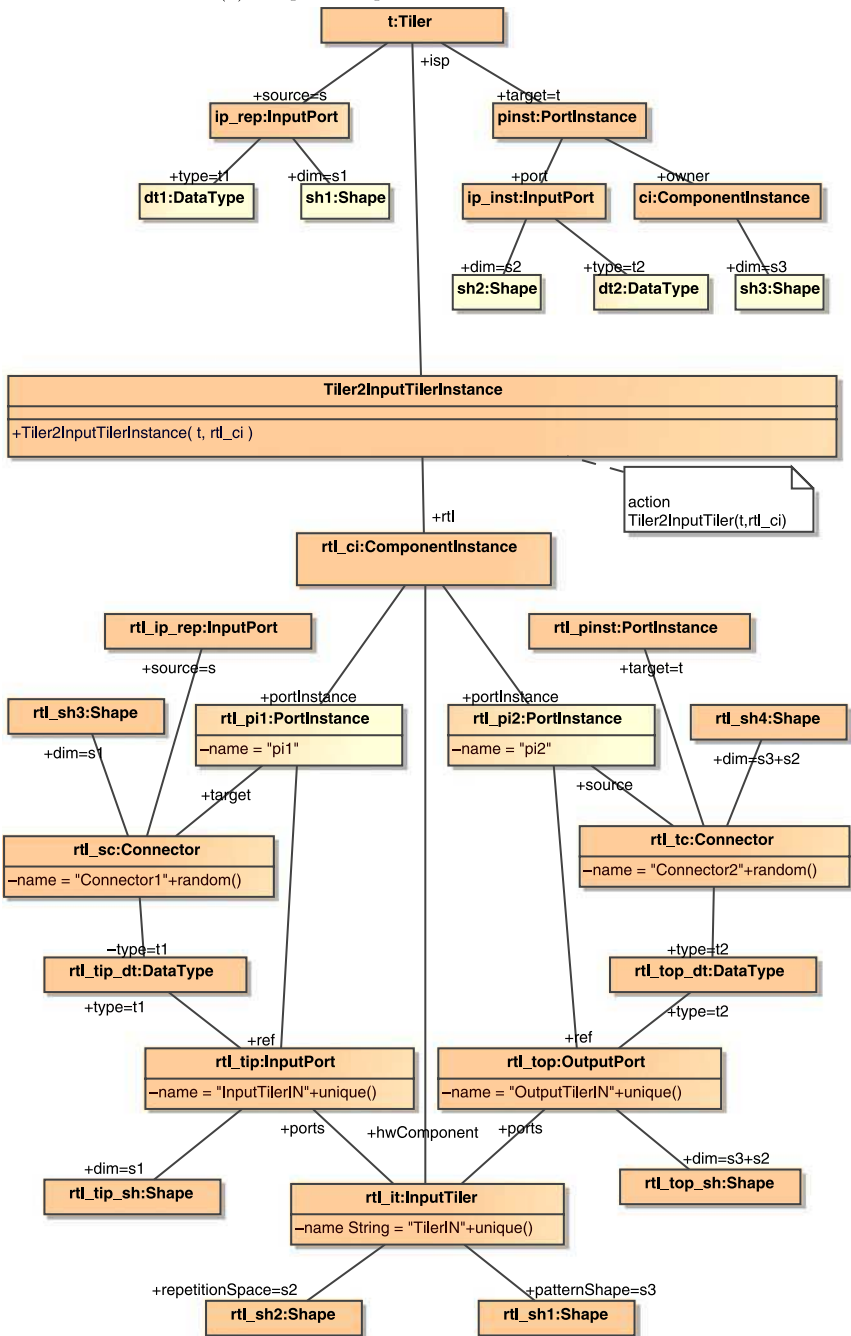 t:Tiler
+isp
+source=s
+target=t
ip_rep:InputPort
pinst:PortInstance
+type=t1
+dim=s1
+port
+owner
dt1:DataType
sh1:Shape
ip_inst:InputPort
ci:ComponentInstance
+dim=s2
+type=t2
+dim=s3
sh2:Shape
dt2:DataType
sh3:Shape
Tiler2InputTilerInstance
+Tiler2InputTilerInstance( t, rtl_ci )
action
Tiler2InputTiler(t,rtl_ci)
+rtl
rtl_ci:ComponentInstance
rtl_ip_rep:InputPort
rtl_pinst:PortInstance
+source=s
+target=t
+portInstance
+portInstance
rtl_sh3:Shape
rtl_pi1:PortInstance
−name = "pi1"
rtl_pi2:PortInstance
−name = "pi2"
rtl_sh4:Shape
+dim=s1
+dim=s3+s2
+target
+source
rtl_sc:Connector
−name = "Connector1"+random()
rtl_tc:Connector
−name = "Connector2"+random()
−type=t1
+type=t2
rtl_tip_dt:DataType
rtl_top_dt:DataType
+type=t1
+type=t2
+ref
+ref
rtl_tip:InputPort
−name = "InputTilerIN"+unique()
rtl_top:OutputPort
−name = "OutputTilerIN"+unique()
+ports
+hwComponent
+ports
+dim=s1
+dim=s3+s2
rtl_tip_sh:Shape
rtl_top_sh:Shape
rtl_it:InputTiler
−name String = "TilerIN"+unique()
+repetitionSpace=s2
+patternShape=s3
rtl_sh2:Shape
rtl_sh1:Shape